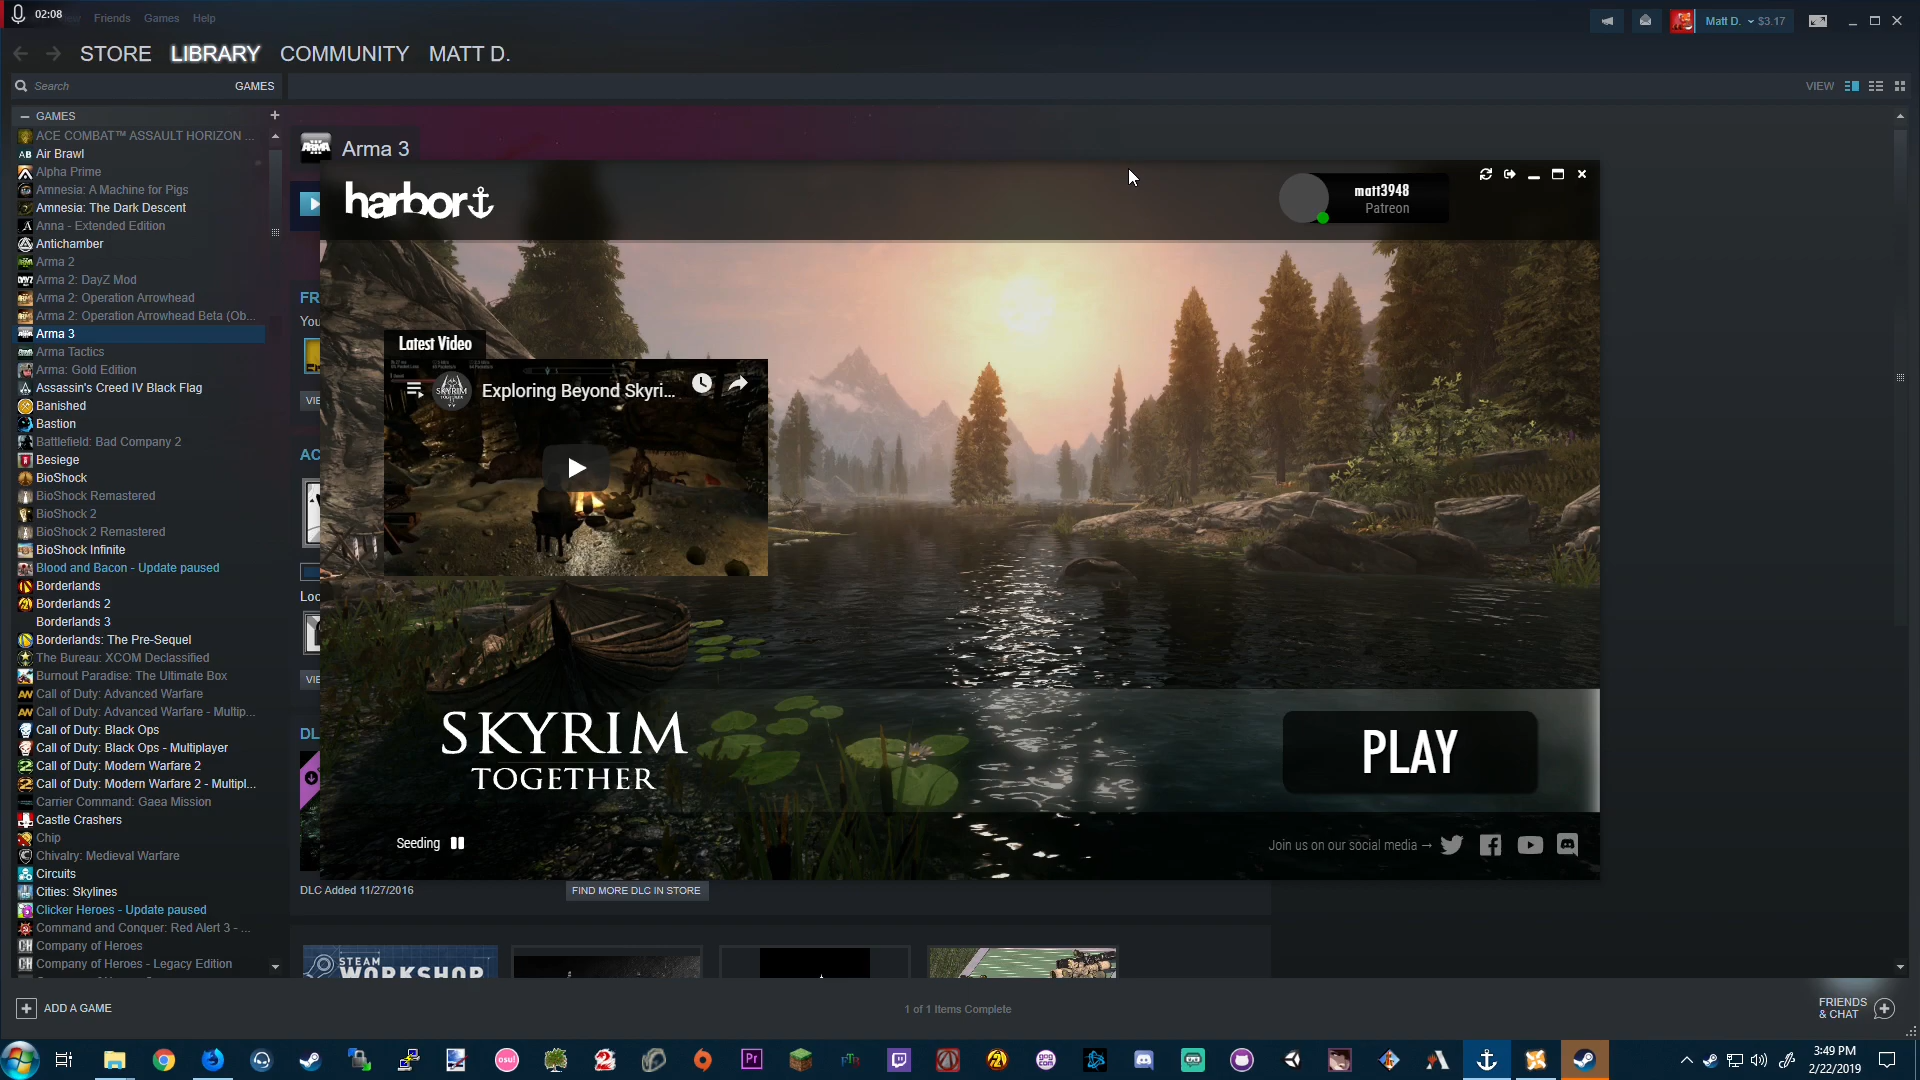 02:08
Friends
Games
Help
Matt D.
$3.17
STORE
LIBRARY
COMMUNITY
MATT D.
Search
GAMES
VIEW
GAMES
ACE COMBAT™ ASSAULT HORIZON ...
Air Brawl
Alpha Prime
Amnesia: A Machine for Pigs
Amnesia: The Dark Descent
Anna - Extended Edition
Antichamber
Arma 2
Arma 2: DayZ Mod
Arma 2: Operation Arrowhead
Arma 2: Operation Arrowhead Beta (Ob...
Arma 3
Arma Tactics
Arma: Gold Edition
Assassin's Creed IV Black Flag
Banished
Bastion
Battlefield: Bad Company 2
Besiege
BioShock
BioShock Remastered
BioShock 2
BioShock 2 Remastered
BioShock Infinite
Blood and Bacon - Update paused
Borderlands
Borderlands 2
Borderlands 3
Borderlands: The Pre-Sequel
The Bureau: XCOM Declassified
Burnout Paradise: The Ultimate Box
Call of Duty: Advanced Warfare
Call of Duty: Advanced Warfare - Multip...
Call of Duty: Black Ops
Call of Duty: Black Ops - Multiplayer
Call of Duty: Modern Warfare 2
Call of Duty: Modern Warfare 2 - Multipl...
Carrier Command: Gaea Mission
Castle Crashers
Chip
Chivalry: Medieval Warfare
Circuits
Cities: Skylines
Clicker Heroes - Update paused
Command and Conquer: Red Alert 3 - ...
Company of Heroes
Company of Heroes - Legacy Edition
Arma 3
FR
You
VIE
AC
Loc
VIE
DL
harbor
matt3948
Patreon
Latest Video
Exploring Beyond Skyri...
SKYRIM
TOGETHER
PLAY
Seeding
Join us on our social media →
DLC Added 11/27/2016
FIND MORE DLC IN STORE
STEAM
WORKSHOP
ADD A GAME
1 of 1 Items Complete
FRIENDS
& CHAT
3:49 PM
2/22/2019